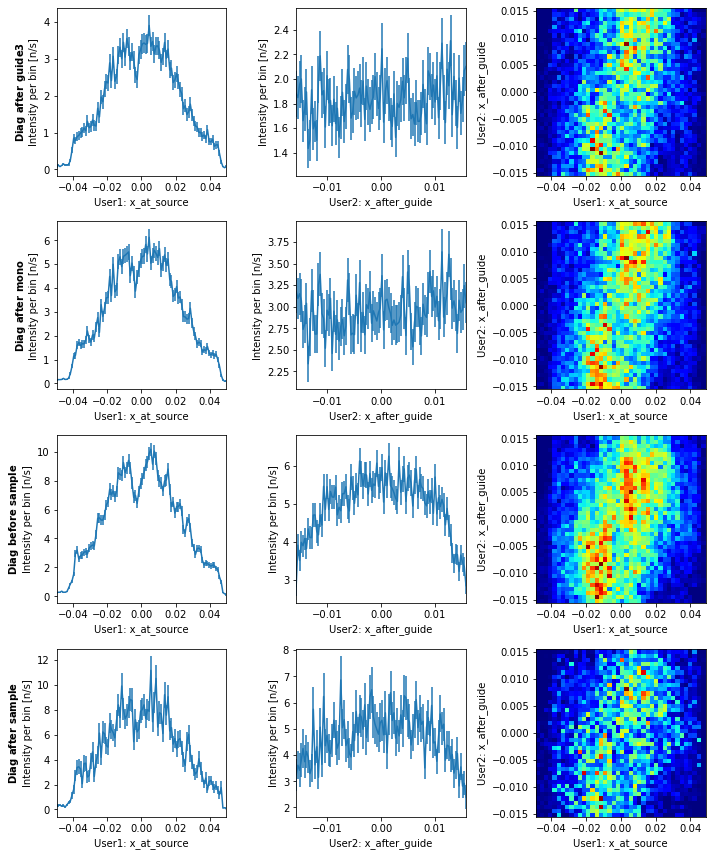 Diag after guide3
Intensity per bin [n/s]
4
3
2
1
0
−0.04 −0.02 0.00 0.02 0.04
User1: x_at_source
Intensity per bin [n/s]
2.4
2.2
2.0
1.8
1.6
1.4
−0.01 0.00 0.01
User2: x_after_guide
User2: x_after_guide
0.015
0.010
0.005
0.000
−0.005
−0.010
−0.015
−0.04 −0.02 0.00 0.02 0.04
User1: x_at_source
Diag after mono
Intensity per bin [n/s]
6
5
4
3
2
1
0
−0.04 −0.02 0.00 0.02 0.04
User1: x_at_source
Intensity per bin [n/s]
3.75
3.50
3.25
3.00
2.75
2.50
2.25
−0.01 0.00 0.01
User2: x_after_guide
User2: x_after_guide
0.015
0.010
0.005
0.000
−0.005
−0.010
−0.015
−0.04 −0.02 0.00 0.02 0.04
User1: x_at_source
Diag before sample
Intensity per bin [n/s]
10
8
6
4
2
0
−0.04 −0.02 0.00 0.02 0.04
User1: x_at_source
Intensity per bin [n/s]
6
5
4
3
−0.01 0.00 0.01
User2: x_after_guide
User2: x_after_guide
0.015
0.010
0.005
0.000
−0.005
−0.010
−0.015
−0.04 −0.02 0.00 0.02 0.04
User1: x_at_source
Diag after sample
Intensity per bin [n/s]
12
10
8
6
4
2
0
−0.04 −0.02 0.00 0.02 0.04
User1: x_at_source
Intensity per bin [n/s]
8
7
6
5
4
3
2
−0.01 0.00 0.01
User2: x_after_guide
User2: x_after_guide
0.015
0.010
0.005
0.000
−0.005
−0.010
−0.015
−0.04 −0.02 0.00 0.02 0.04
User1: x_at_source